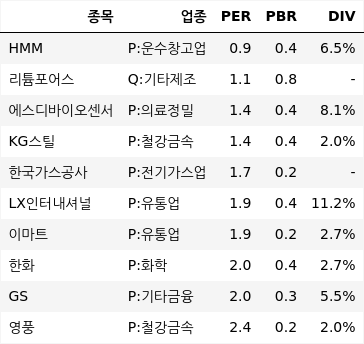 종목 업종 PER PBR DIV
HMM P:운수창고업 0.9 0.4 6.5%
리튬포어스 Q:기타제조 1.1 0.8 -
에스디바이오센서 P:의료정밀 1.4 0.4 8.1%
KG스틸 P:철강금속 1.4 0.4 2.0%
한국가스공사 P:전기가스업 1.7 0.2 -
LX인터내셔널 P:유통업 1.9 0.4 11.2%
이마트 P:유통업 1.9 0.2 2.7%
한화 P:화학 2.0 0.4 2.7%
GS P:기타금융 2.0 0.3 5.5%
영풍 P:철강금속 2.4 0.2 2.0%